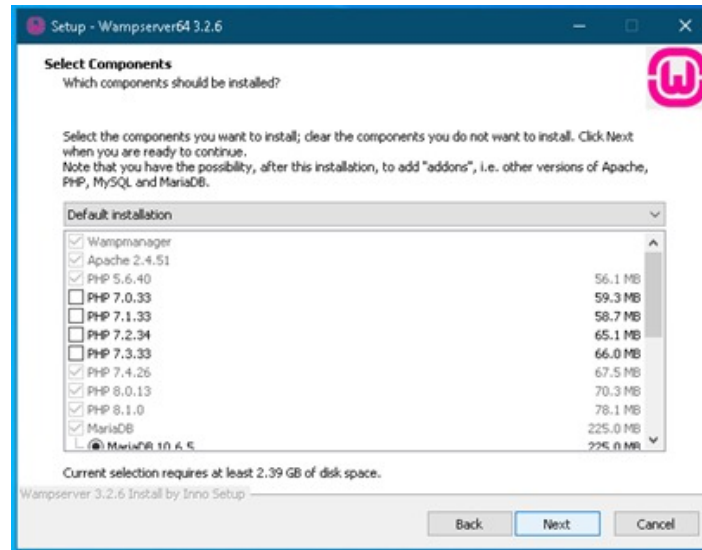 Setup - Wampserver64 3.2.6
Select Components
Which components should be installed?
Select the components you want to install; clear the components you do not want to install. Click Next
when you are ready to continue.
Note that you have the possibility, after this installation, to add "addons", i.e. other versions of Apache,
PHP, MySQL and MariaDB.
Default installation
Wampmanager
Apache 2.4.51
PHP 5.6.40 56.1 MB
PHP 7.0.33 59.3 MB
PHP 7.1.33 58.7 MB
PHP 7.2.34 65.1 MB
PHP 7.3.33 66.0 MB
PHP 7.4.26 67.5 MB
PHP 8.0.13 70.3 MB
PHP 8.1.0 78.1 MB
MariaDB 225.0 MB
MariaDB 10.6.5 225.0 MB
Current selection requires at least 2.39 GB of disk space.
Wampserver 3.2.6 Install by Inno Setup
Back Next Cancel